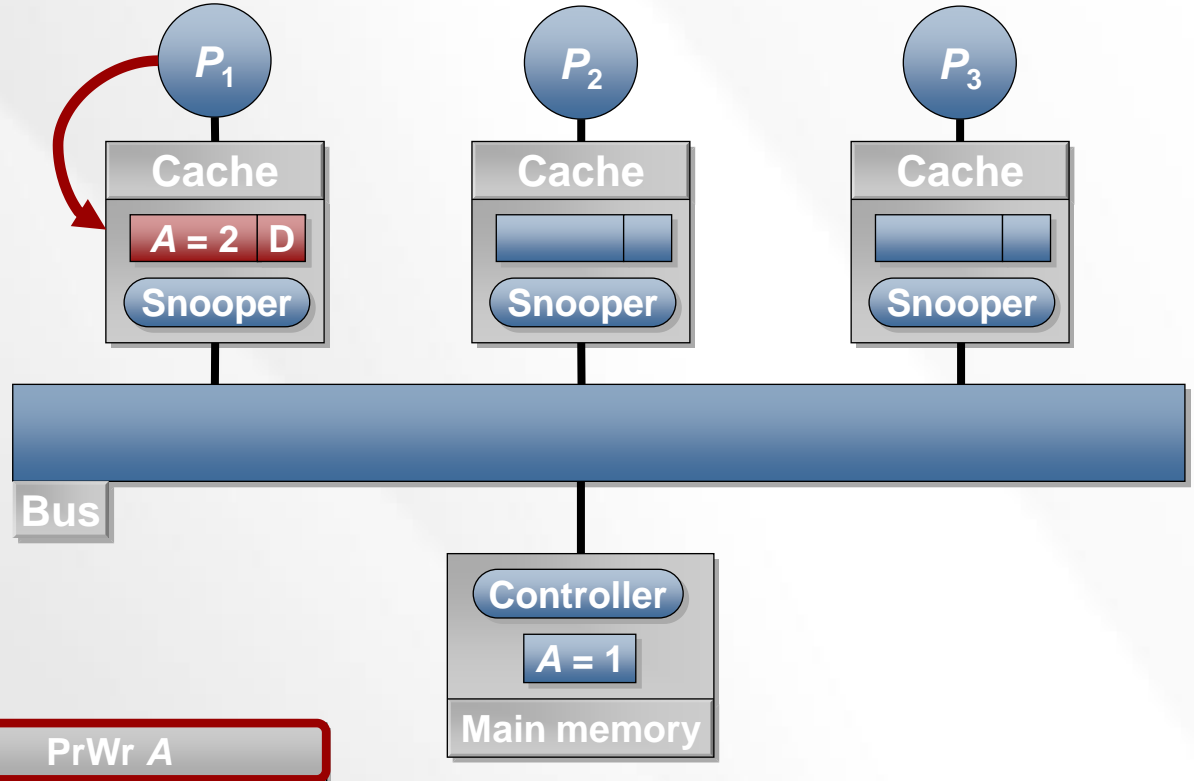 P1
P2
P3
Cache
Cache
Cache
A = 2 D
Snooper
Snooper
Snooper
Bus
Controller
A = 1
Main memory
PrWr A